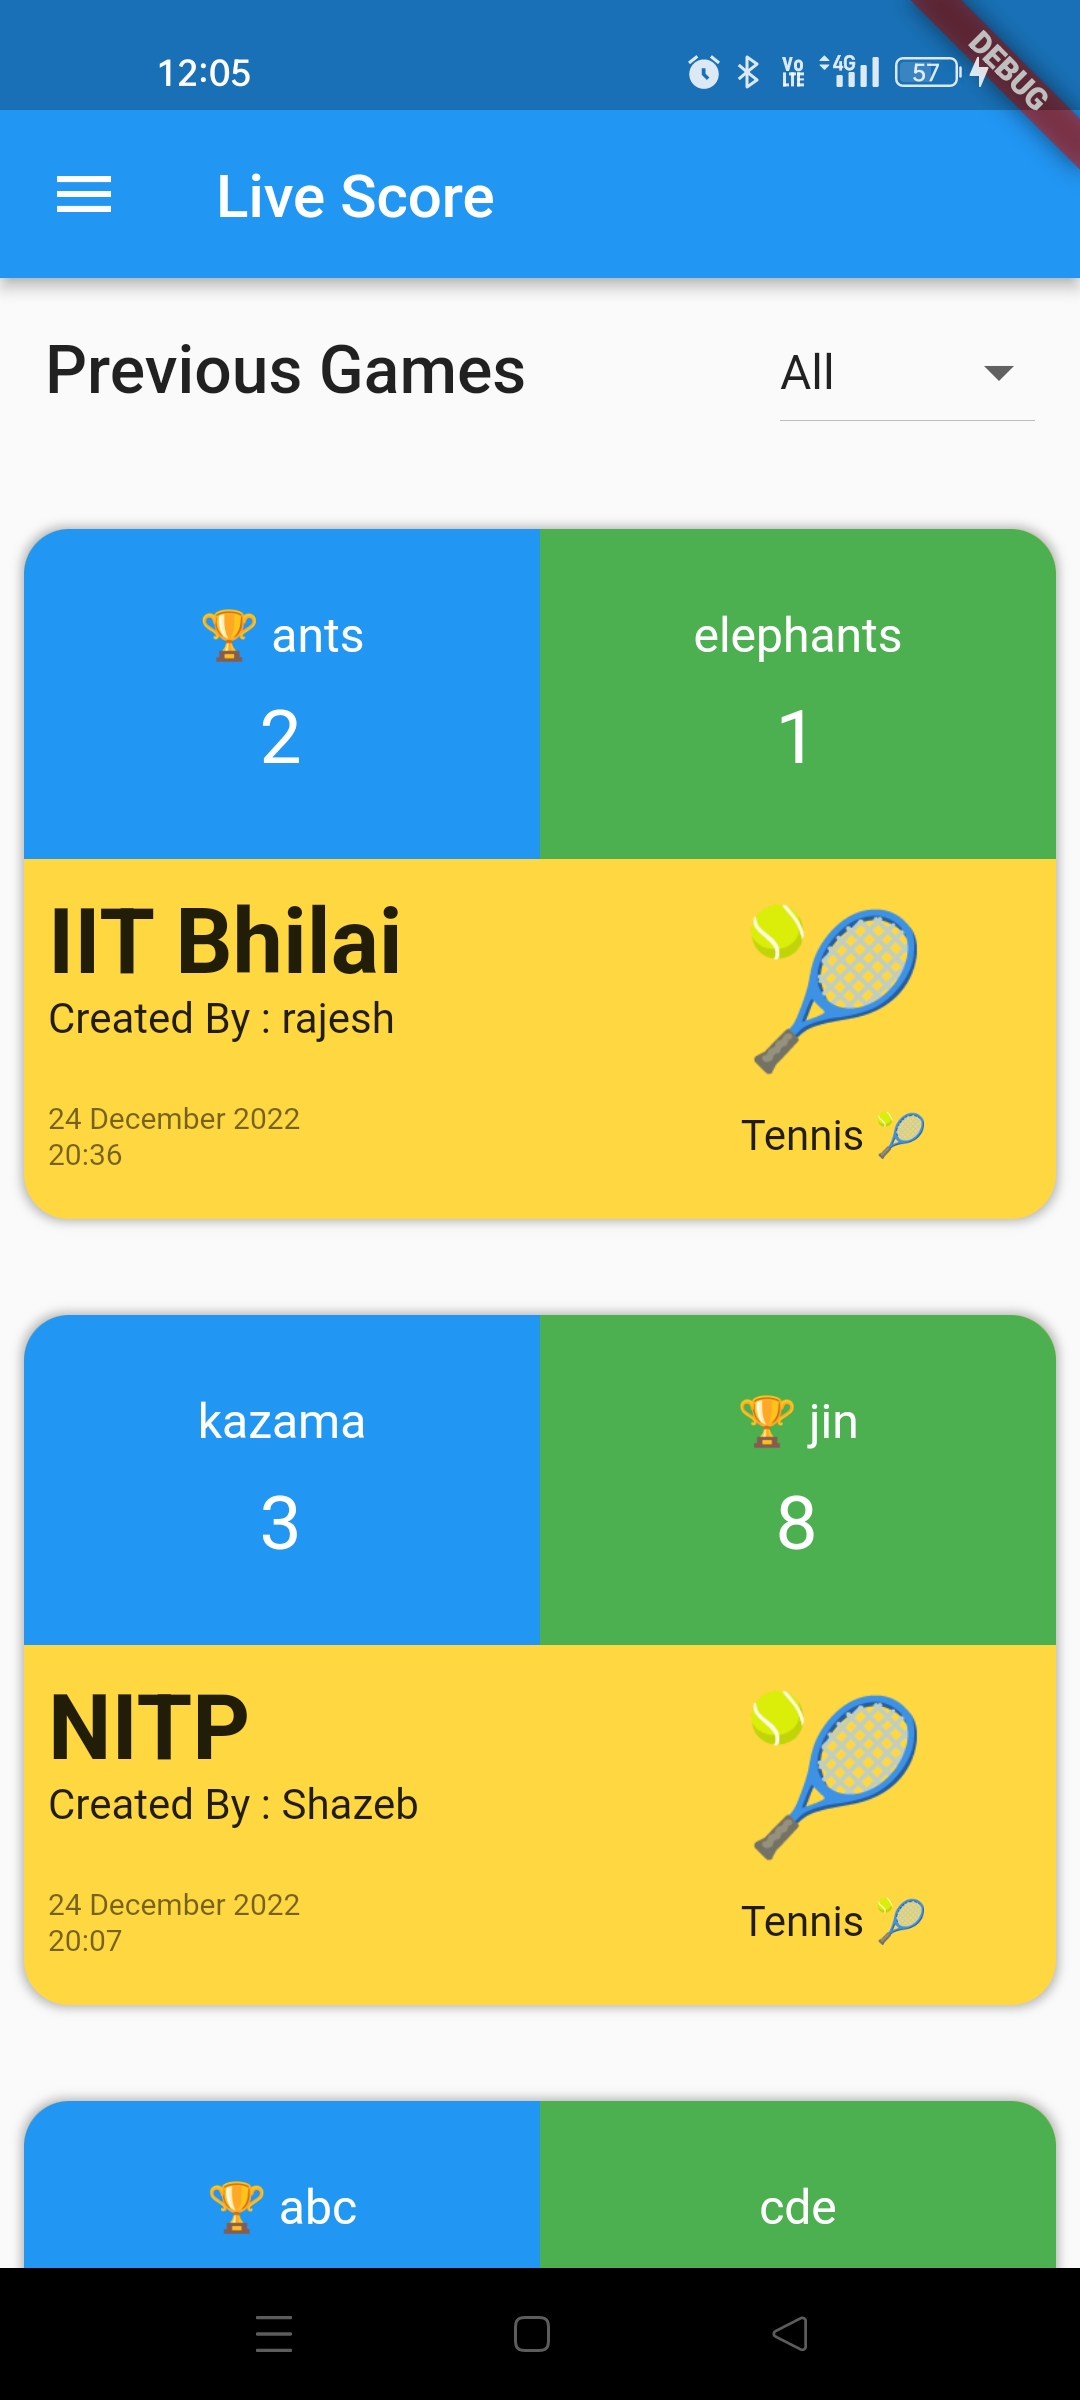 12:05
Vo
LTE
4G
57
DEBUG
Live Score
Previous Games
All
🏆 ants
elephants
2
1
IIT Bhilai
Created By : rajesh
24 December 2022
20:36
Tennis 🎾
kazama
🏆 jin
3
8
NITP
Created By : Shazeb
24 December 2022
20:07
Tennis 🎾
🏆 abc
cde